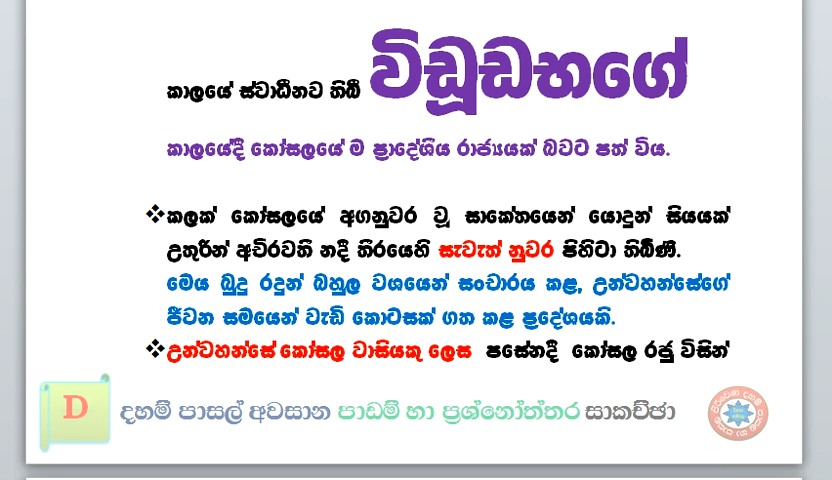 කාලයේ ස්වාධීනව තිබී විඩූඩභගේ
කාලයේදී කෝසලයේ ම ප්‍රාදේශිය රාජ්‍යයක් බවට පත් විය.
❖කලක් කෝසලයේ අගනුවර වූ සාකේතයෙන් යොදුන් සියයක්
උතුරින් අචිරවති නදී තිරයෙහි සැවැත් නුවර පිහිටා තිබිණි.
මෙය බුදු රදුන් බහුල වශයෙන් සංචාරය කළ, උන්වහන්සේගේ
ජීවන සමයෙන් වැඩි කොටසක් ගත කළ ප්‍රදේශයකි.
❖උන්වහන්සේ කෝසල වාසියකු ලෙස පසේනදී කෝසල රජු විසින්
D දහම් පාසල් අවසාන පාඩම් හා ප්‍රශ්නෝත්තර සාකච්ඡා